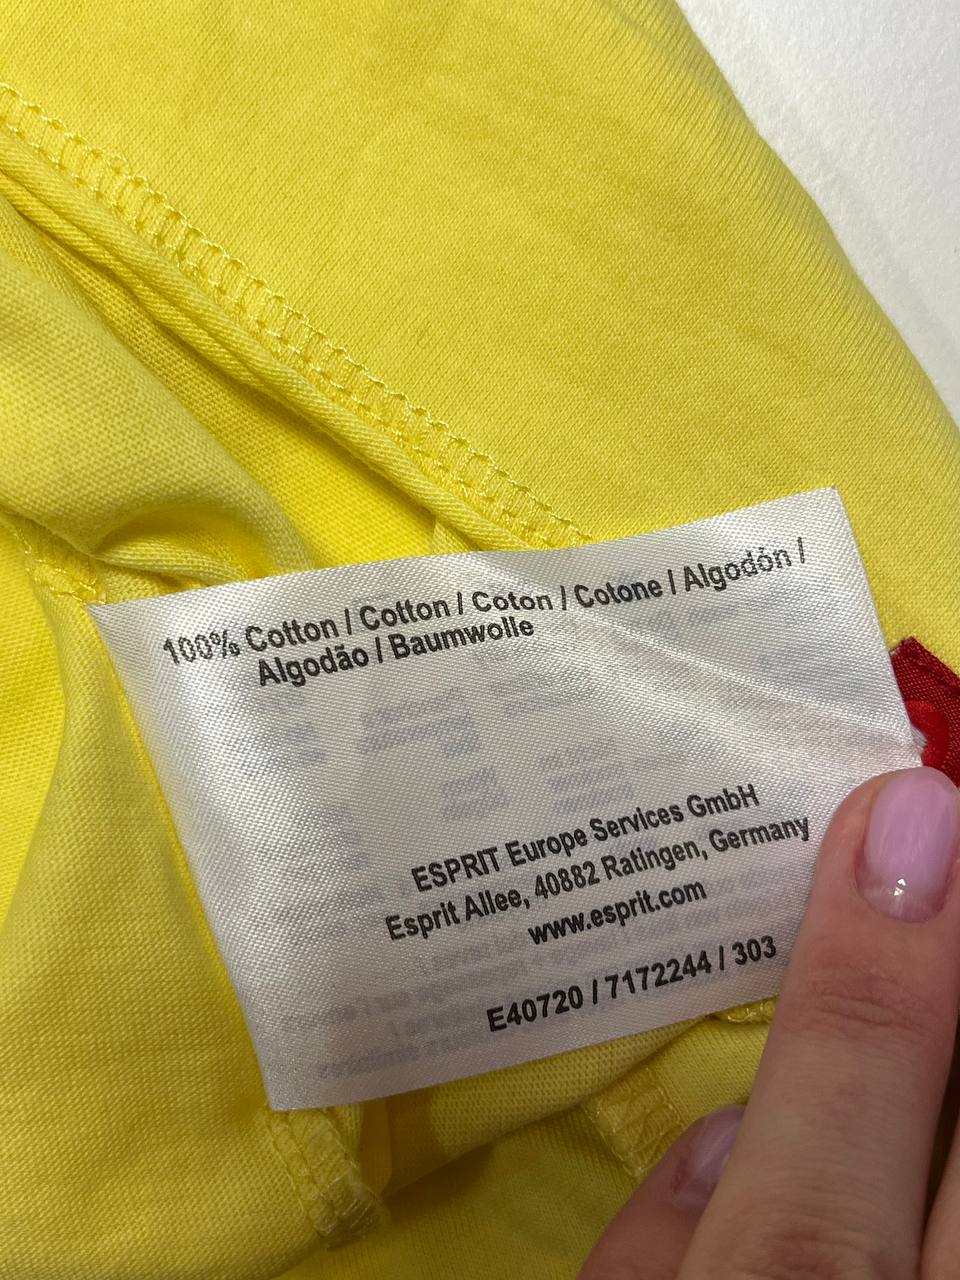 100% Cotton / Cotton / Coton / Cotone / Algodón /
Algodão / Baumwolle
ESPRIT Europe Services GmbH
Esprit Allee, 40882 Ratingen, Germany
www.esprit.com
E40720 / 7172244 / 303